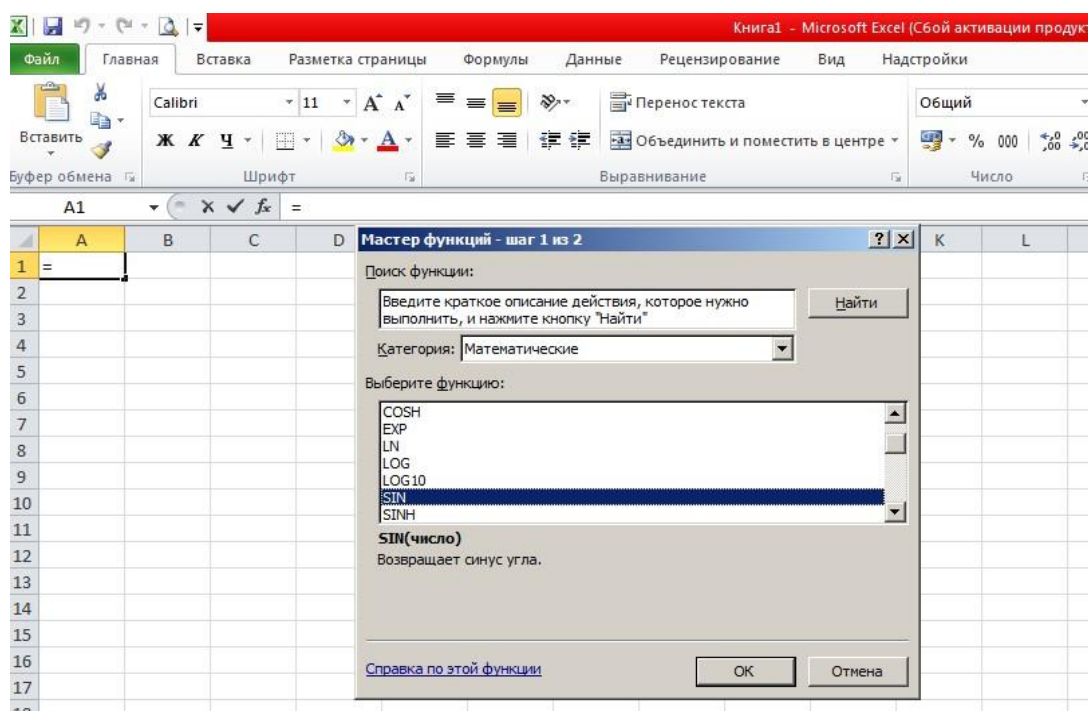 Книга1 - Microsoft Excel (Сбой активации продук
Файл Главная Вставка Разметка страницы Формулы Данные Рецензирование Вид Надстройки
Calibri 11 A A Перенос текста Общий
Вставить Ж К Ч A Объединить и поместить в центре % 000 ,0 ,00 ,00
Буфер обмена Шрифт Выравнивание Число
A1 fx =
A B C D Мастер функций - шаг 1 из 2 ? K L
1 =
Поиск функции:
2 Введите краткое описание действия, которое нужно Найти
3 выполнить, и нажмите кнопку "Найти"
4 Категория: Математические
5 Выберите функцию:
6 COSH
7 EXP
8 LN
LOG
9 LOG10
10 SIN
SINH
11 SIN(число)
12 Возвращает синус угла.
13
14
15
16 Справка по этой функции OK Отмена
17